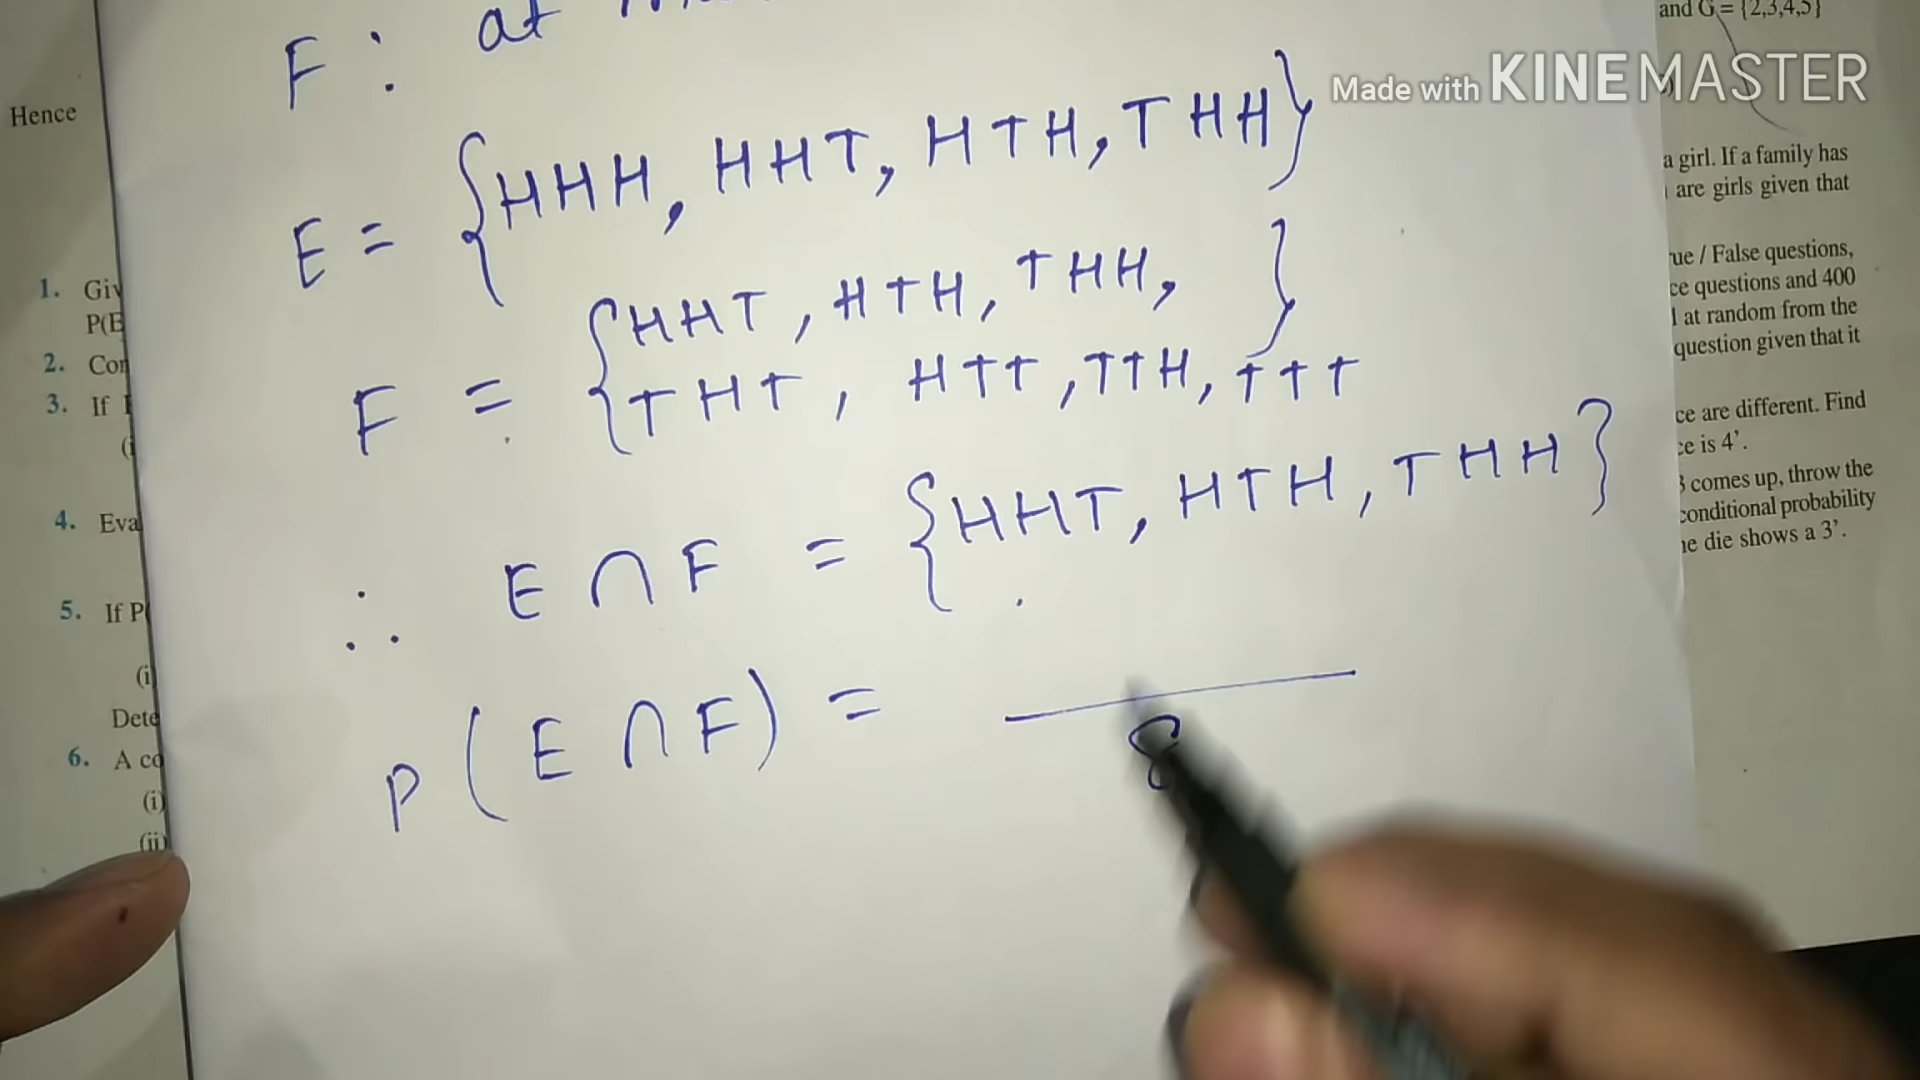 and G = {2,3,4,5}
Made with KINEMASTER
F : at
Hence
E = {HHH, HHT, HTH, THH}
a girl. If a family has
are girls given that
F = {HHT, HTH, THH,
THT, HTT, TTH, TTT}
ue / False questions,
ce questions and 400
at random from the
question given that it
1. Giv
P(E
2. Con
3. If
(i
ce are different. Find
ce is 4’.
∴ E ∩ F = {HHT, HTH, THH}
3 comes up, throw the
conditional probability
ne die shows a 3’.
4. Eva
5. If P(
(i)
Dete
P(E ∩ F) = ―
8
6. A co
(i)
(ii)